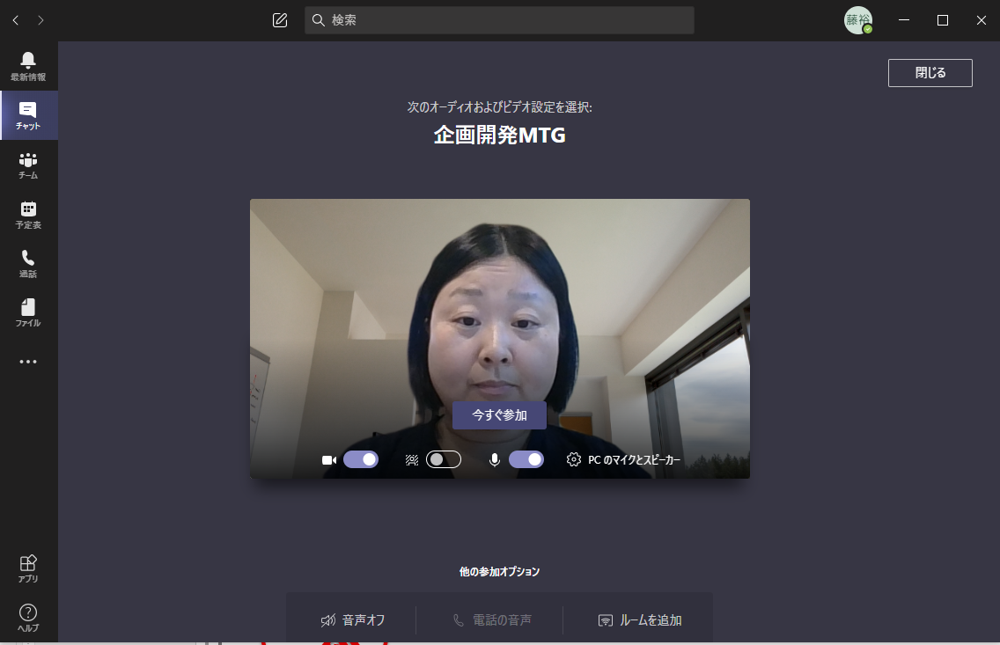 検索
藤裕
最新情報
チャット
チーム
予定表
通話
ファイル
アプリ
ヘルプ
閉じる
次のオーディオおよびビデオ設定を選択:
企画開発MTG
今すぐ参加
PC のマイクとスピーカー
他の参加オプション
音声オフ
電話の音声
ルームを追加